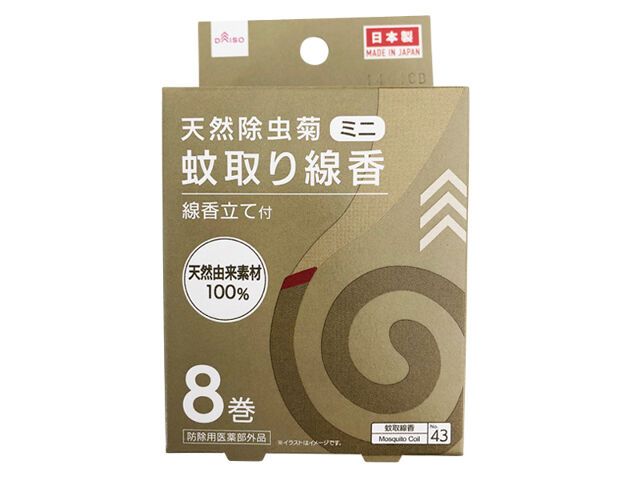 DAISO
日本製
MADE IN JAPAN
天然除虫菊 ミニ
蚊取り線香
線香立て付
天然由来素材
100%
8巻
防除用医薬部外品
※イラストはイメージです。
蚊取線香
Mosquito Coil
No.
43